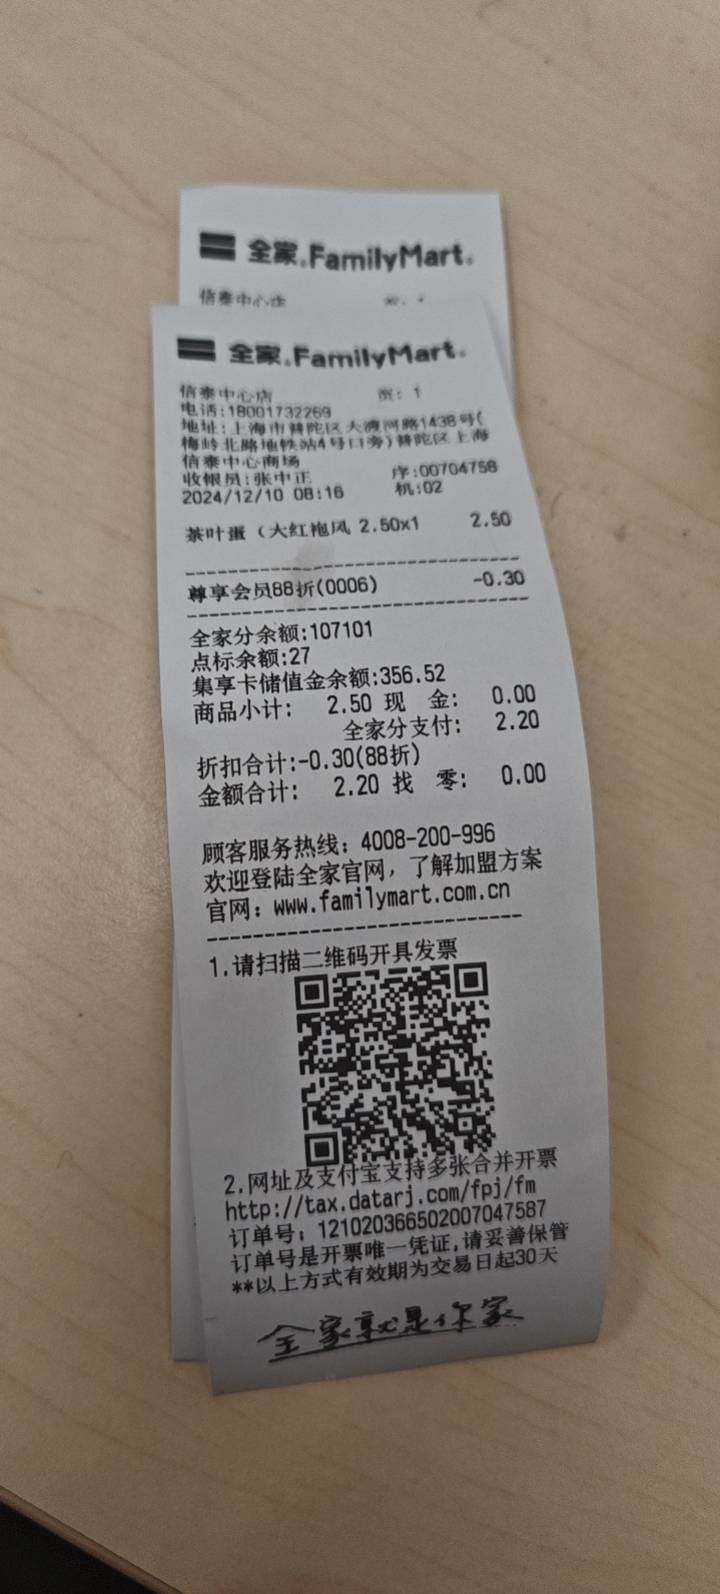 全家.FamilyMart.
信泰中心店
全家.FamilyMart.
信泰中心店 页: 1
电话:18001732269
地址:上海市普陀区大渡河路1438号(
梅岭北路地铁站4号口旁)普陀区上海
信泰中心商场
收银员:张中正 序:00704758
2024/12/10 08:16 机:02
茶叶蛋 (大红袍风 2.50x1 2.50
尊享会员88折(0006) -0.30
全家分余额:107101
点标余额:27
集享卡储值金余额:356.52
商品小计: 2.50 现 金: 0.00
全家分支付: 2.20
折扣合计:-0.30(88折)
金额合计: 2.20 找 零: 0.00
顾客服务热线: 4008-200-996
欢迎登陆全家官网, 了解加盟方案
官网: www.familymart.com.cn
1.请扫描二维码开具发票
2.网址及支付宝支持多张合并开票
http://tax.datarj.com/fpj/fm
订单号: 121020366502007047587
订单号是开票唯一凭证,请妥善保管
**以上方式有效期为交易日起30天
全家就是你家